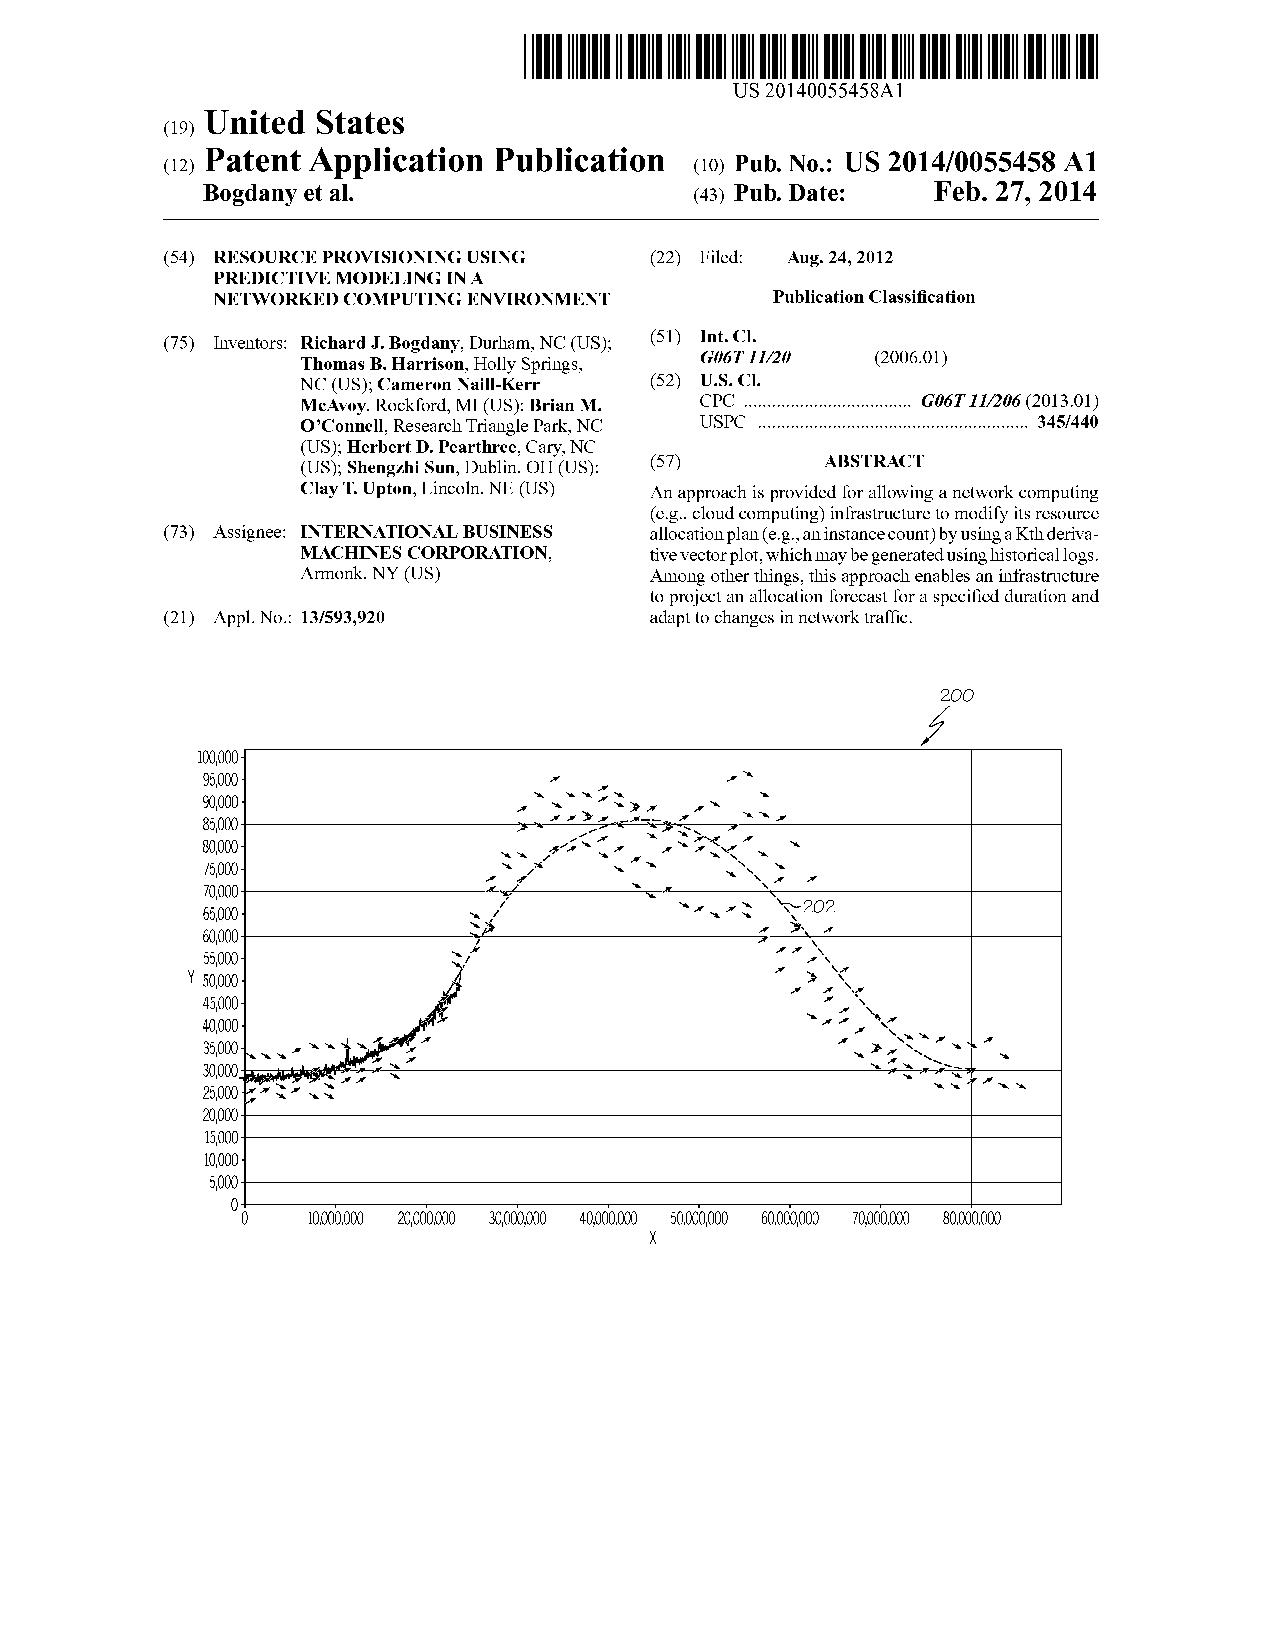 US 20140055458A1
(19) United States
(12) Patent Application Publication
Bogdany et al.
(10) Pub. No.: US 2014/0055458 A1
(43) Pub. Date: Feb. 27, 2014
(54) RESOURCE PROVISIONING USING
PREDICTIVE MODELING IN A
NETWORKED COMPUTING ENVIRONMENT
(75) Inventors: Richard J. Bogdany, Durham, NC (US);
Thomas B. Harrison, Holly Springs,
NC (US); Cameron Naill-Kerr
McAvoy, Rockford, MI (US); Brian M.
O'Connell, Research Triangle Park, NC
(US); Herbert D. Pearthree, Cary, NC
(US); Shengzhi Sun, Dublin, OH (US);
Clay T. Upton, Lincoln, NE (US)
(73) Assignee: INTERNATIONAL BUSINESS
MACHINES CORPORATION,
Armonk, NY (US)
(21) Appl. No.: 13/593,920
(22) Filed: Aug. 24, 2012
Publication Classification
(51) Int. Cl.
G06T 11/20 (2006.01)
(52) U.S. Cl.
CPC .................................... G06T 11/206 (2013.01)
USPC ......................................................... 345/440
(57) ABSTRACT
An approach is provided for allowing a network computing
(e.g., cloud computing) infrastructure to modify its resource
allocation plan (e.g., an instance count) by using a Kth deriva-
tive vector plot, which may be generated using historical logs.
Among other things, this approach enables an infrastructure
to project an allocation forecast for a specified duration and
adapt to changes in network traffic.
200
100,000
95,000
90,000
85,000
80,000
75,000
70,000
202
65,000
60,000
55,000
Y
50,000
45,000
40,000
35,000
30,000
25,000
20,000
15,000
10,000
5,000
0
0 10,000,000 20,000,000 30,000,000 40,000,000 50,000,000 60,000,000 70,000,000 80,000,000
X